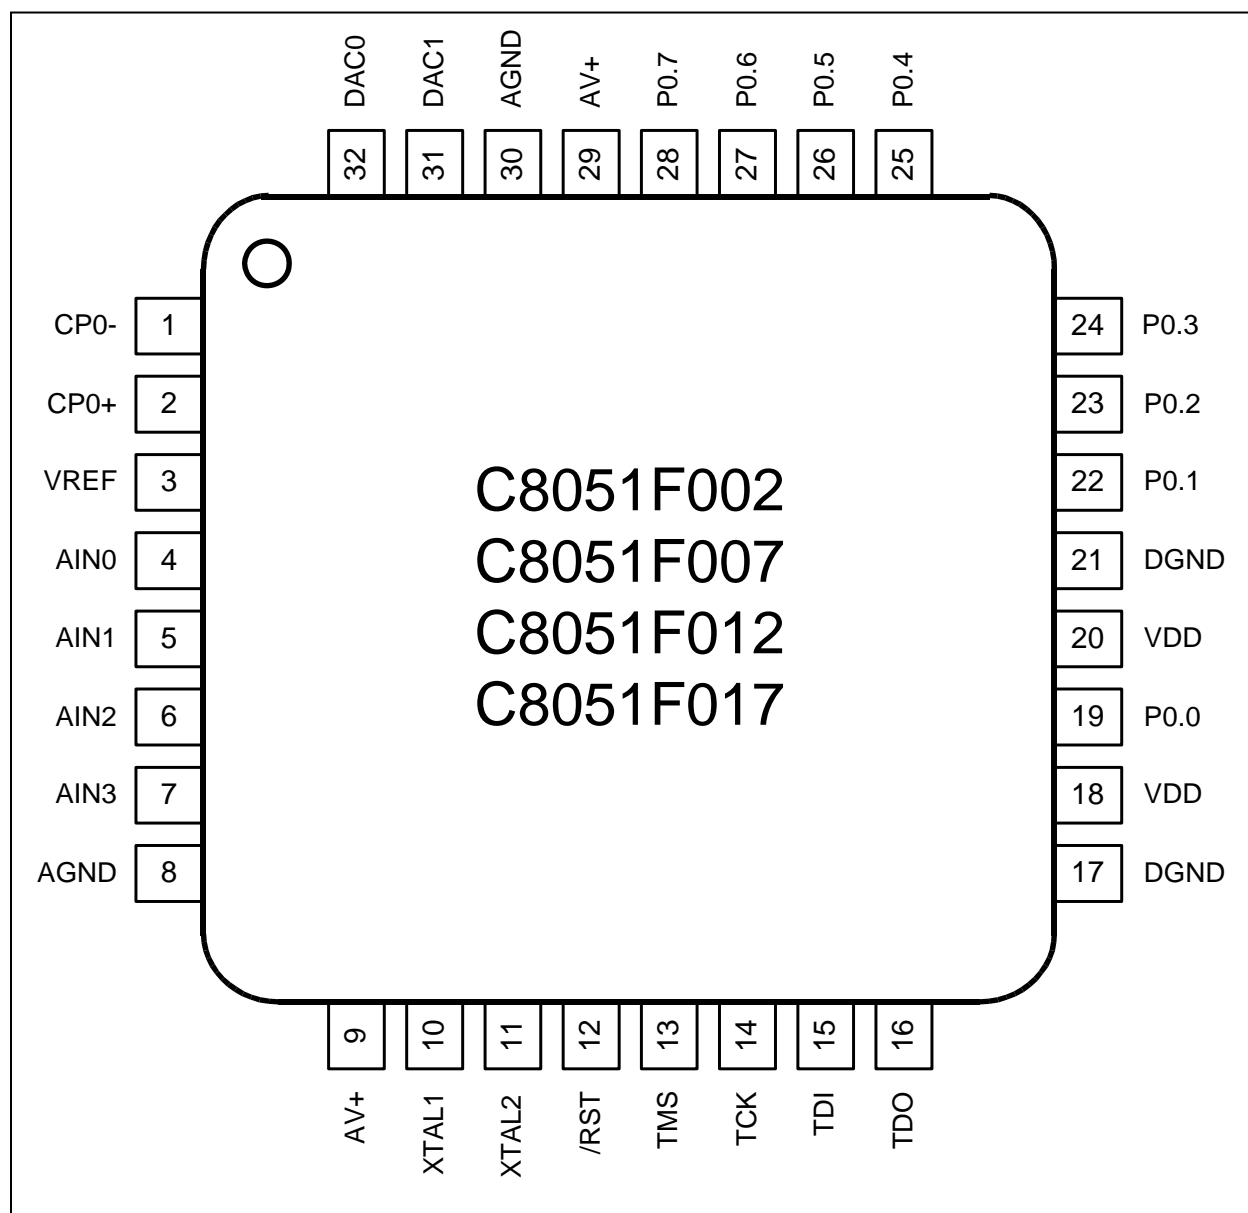 DAC0 DAC1 AGND AV+ P0.7 P0.6 P0.5 P0.4
32 31 30 29 28 27 26 25
CP0- 1 24 P0.3
CP0+ 2 23 P0.2
VREF 3 22 P0.1
C8051F002
AIN0 4 21 DGND
C8051F007
AIN1 5 20 VDD
C8051F012
AIN2 6 19 P0.0
C8051F017
AIN3 7 18 VDD
AGND 8 17 DGND
9 10 11 12 13 14 15 16
AV+ XTAL1 XTAL2 /RST TMS TCK TDI TDO